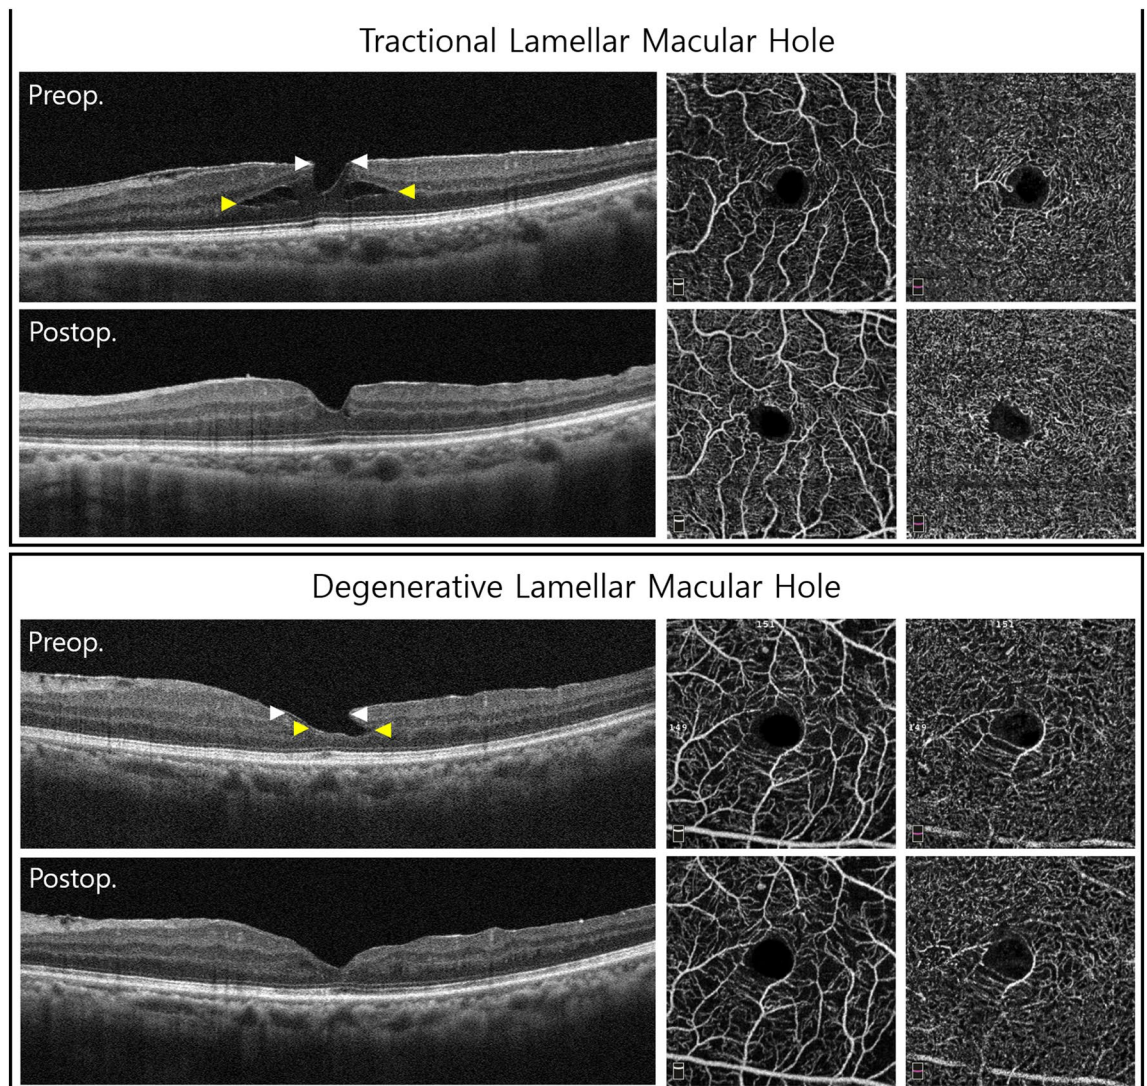 Tractional Lamellar Macular Hole
Preop.
Postop.
Degenerative Lamellar Macular Hole
Preop.
151
151
149
149
Postop.